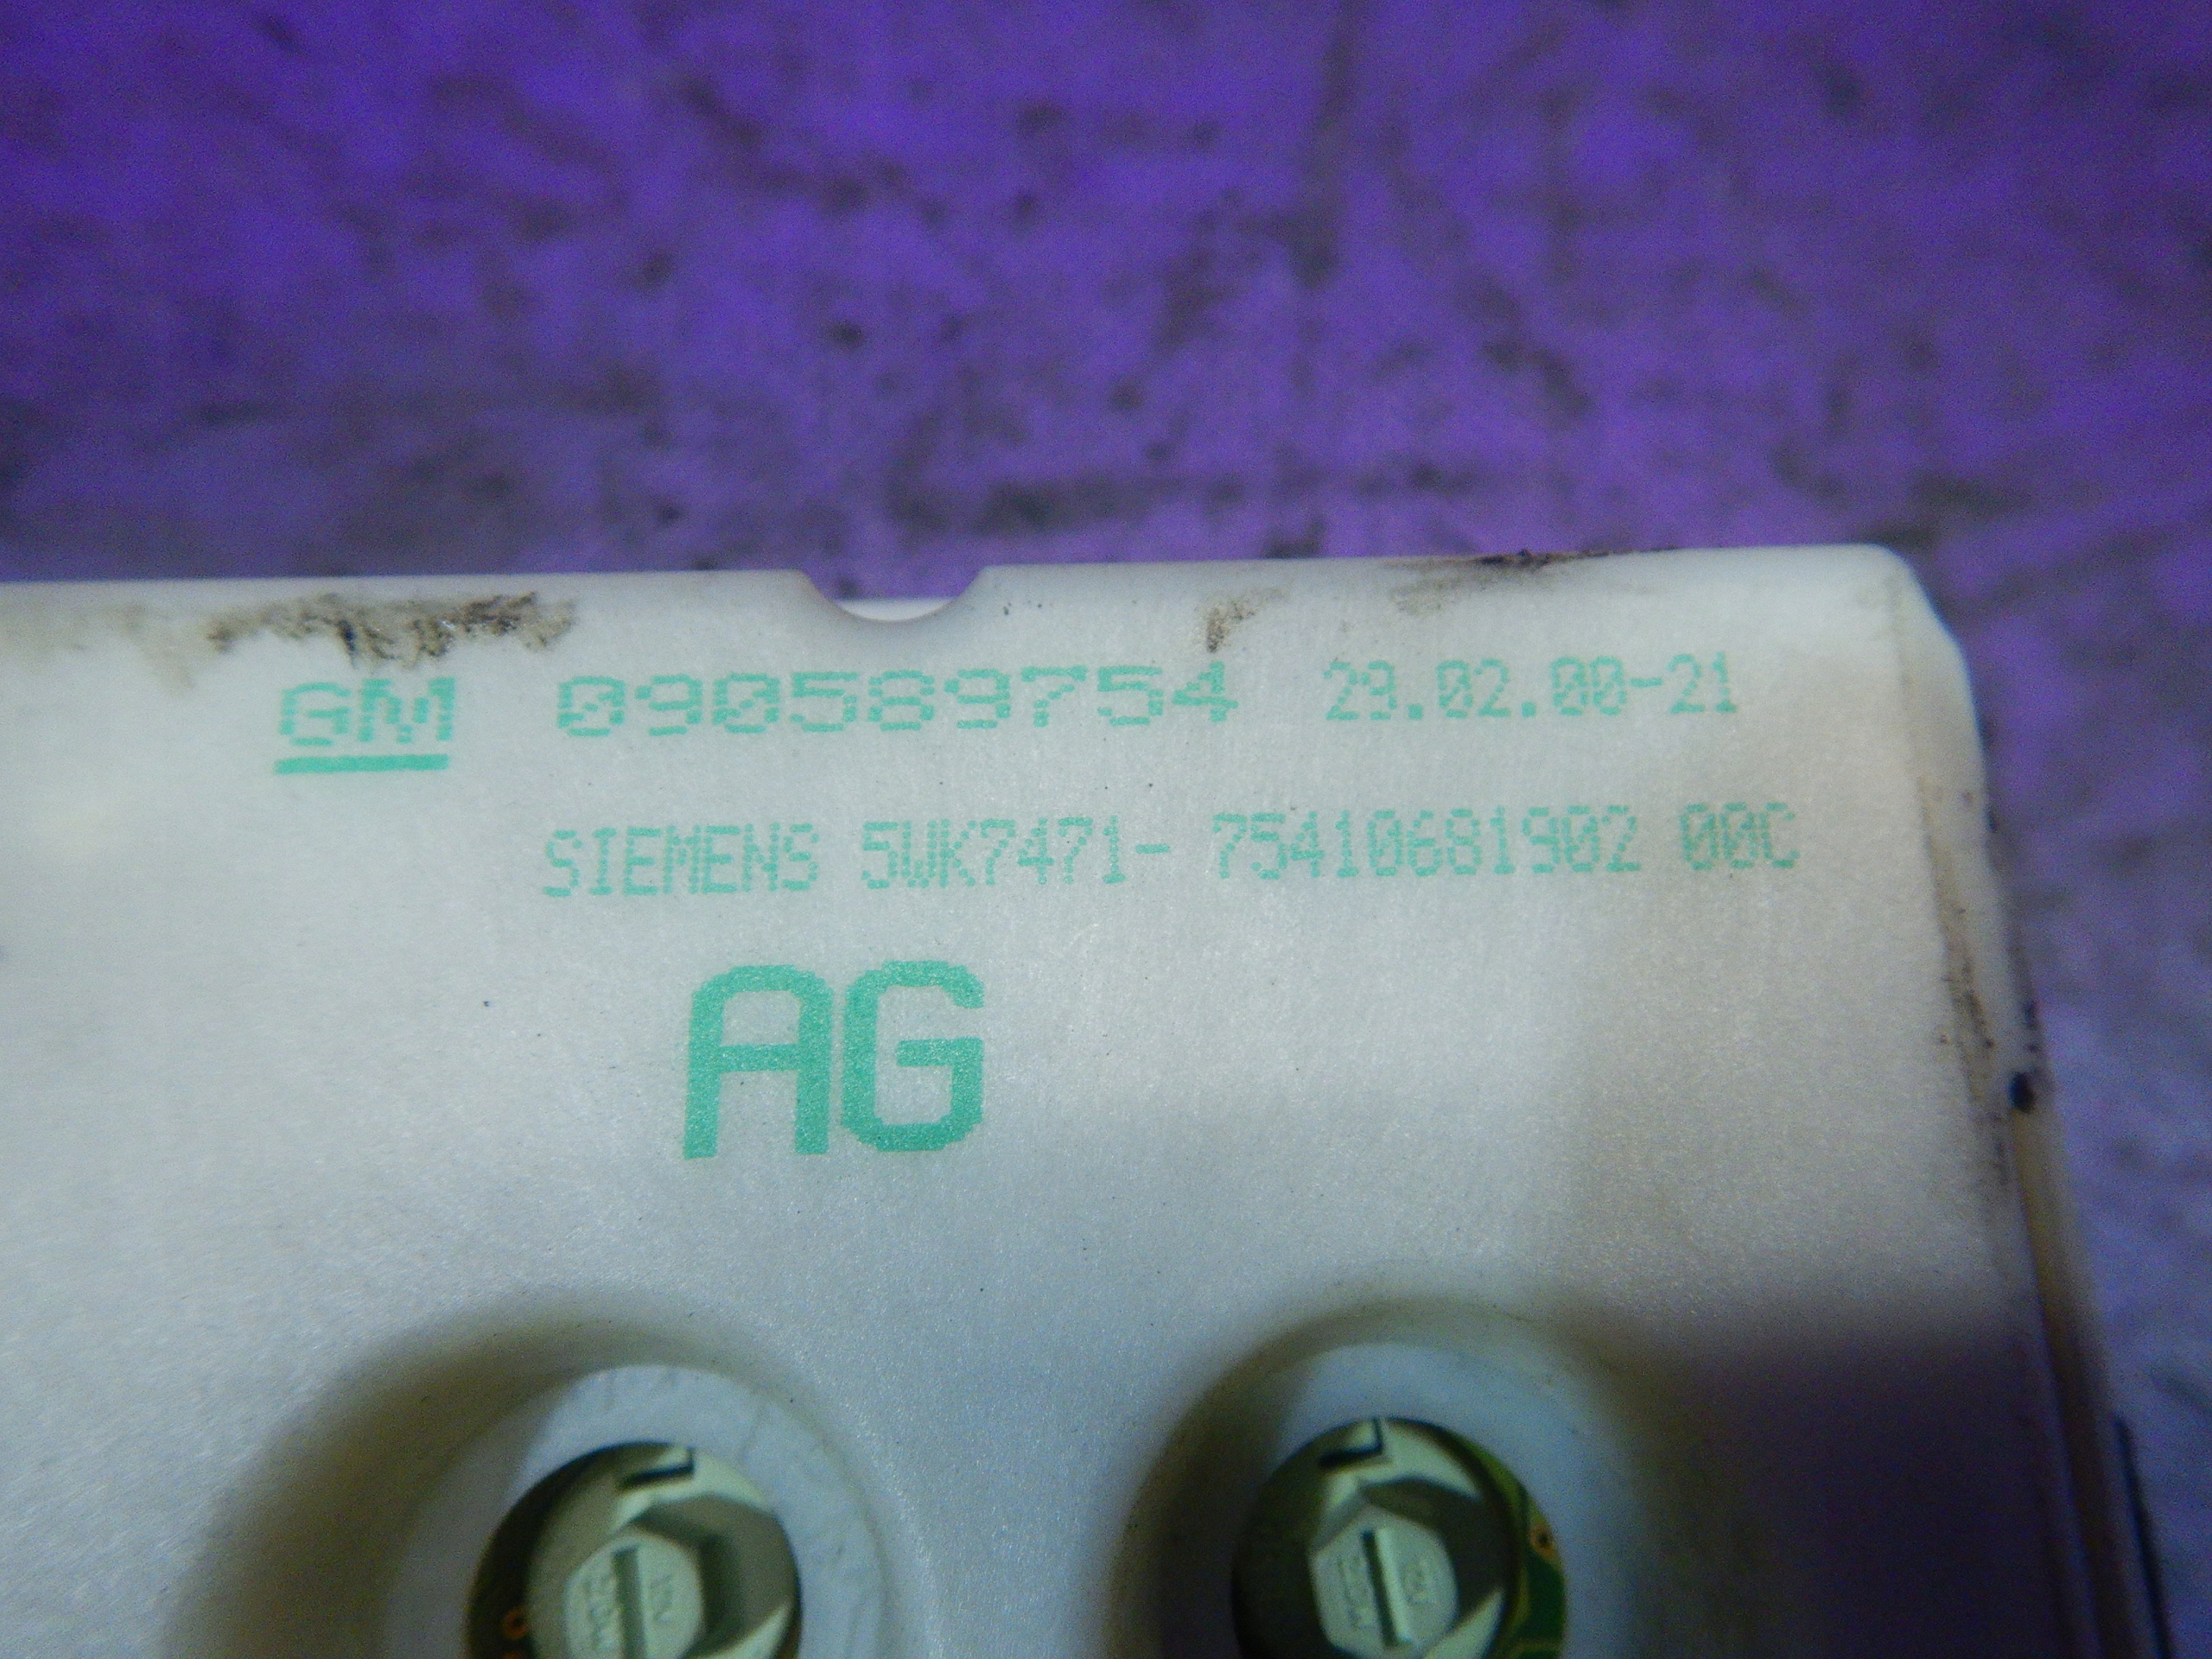 GM 090589754 29.02.00-21
SIEMENS 5WK7471- 75410681902 00C
AG